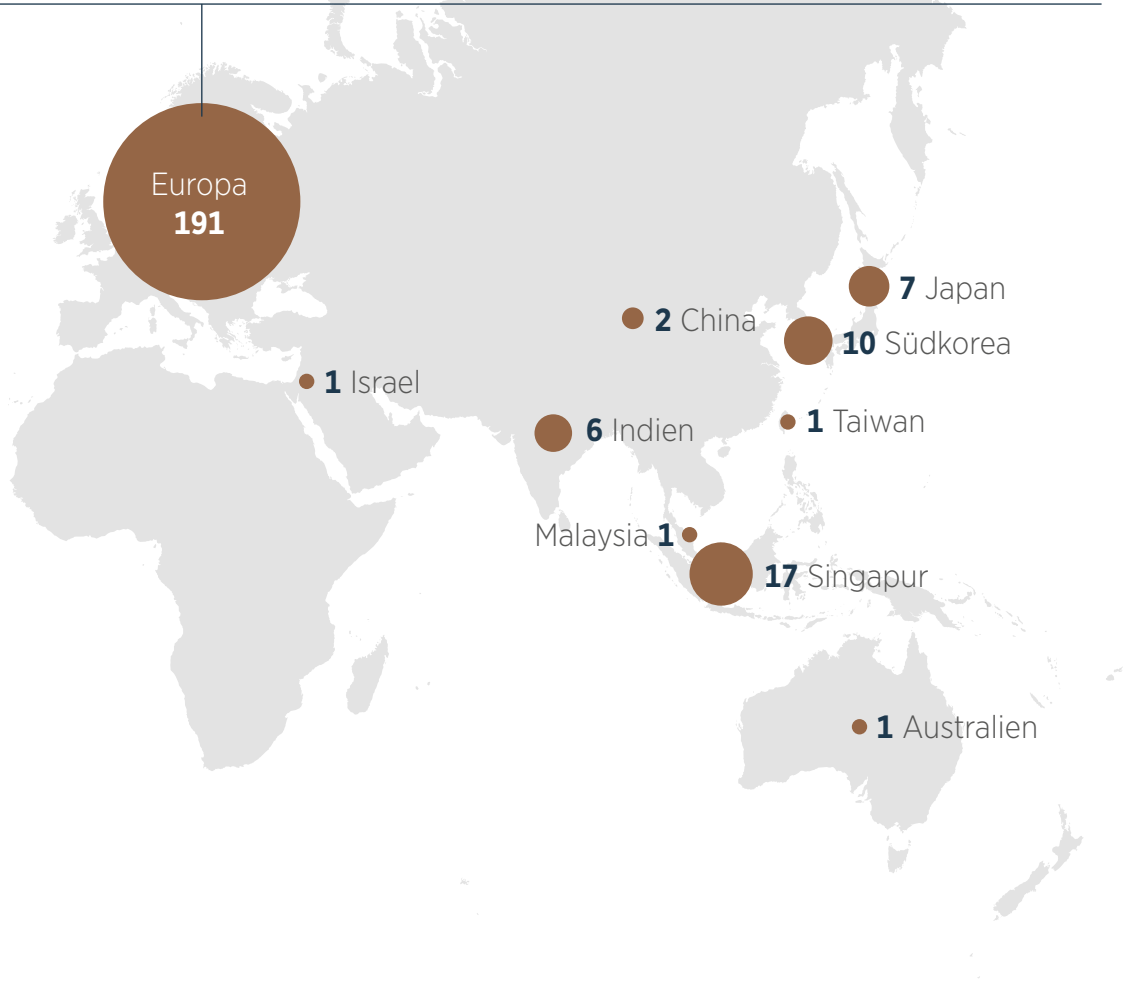 Europa
191
7 Japan
2 China
10 Südkorea
1 Israel
1 Taiwan
6 Indien
Malaysia 1
17 Singapur
1 Australien